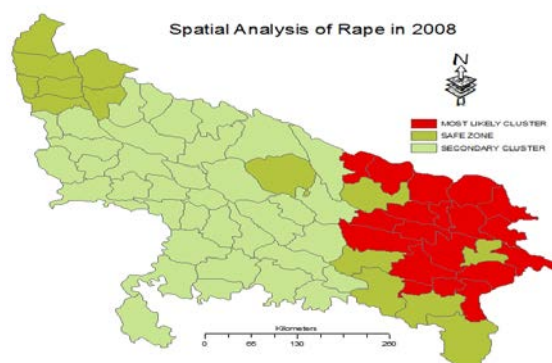 Spatial Analysis of Rape in 2008
N
MOST LIKELY CLUSTER
SAFE ZONE
SECONDARY CLUSTER
Kilometers
0 65 130 260